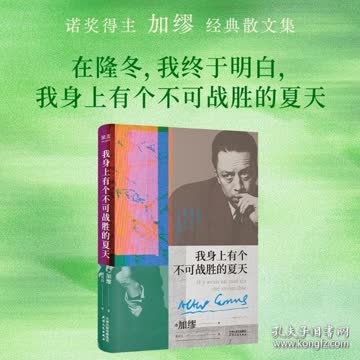 诺奖得主 加缪 经典散文集
在隆冬，我终于明白，
我身上有个不可战胜的夏天
我身上有个不可战胜的夏天
我身上有个
不可战胜的夏天
Albert Camus
加缪
孔夫子旧书网